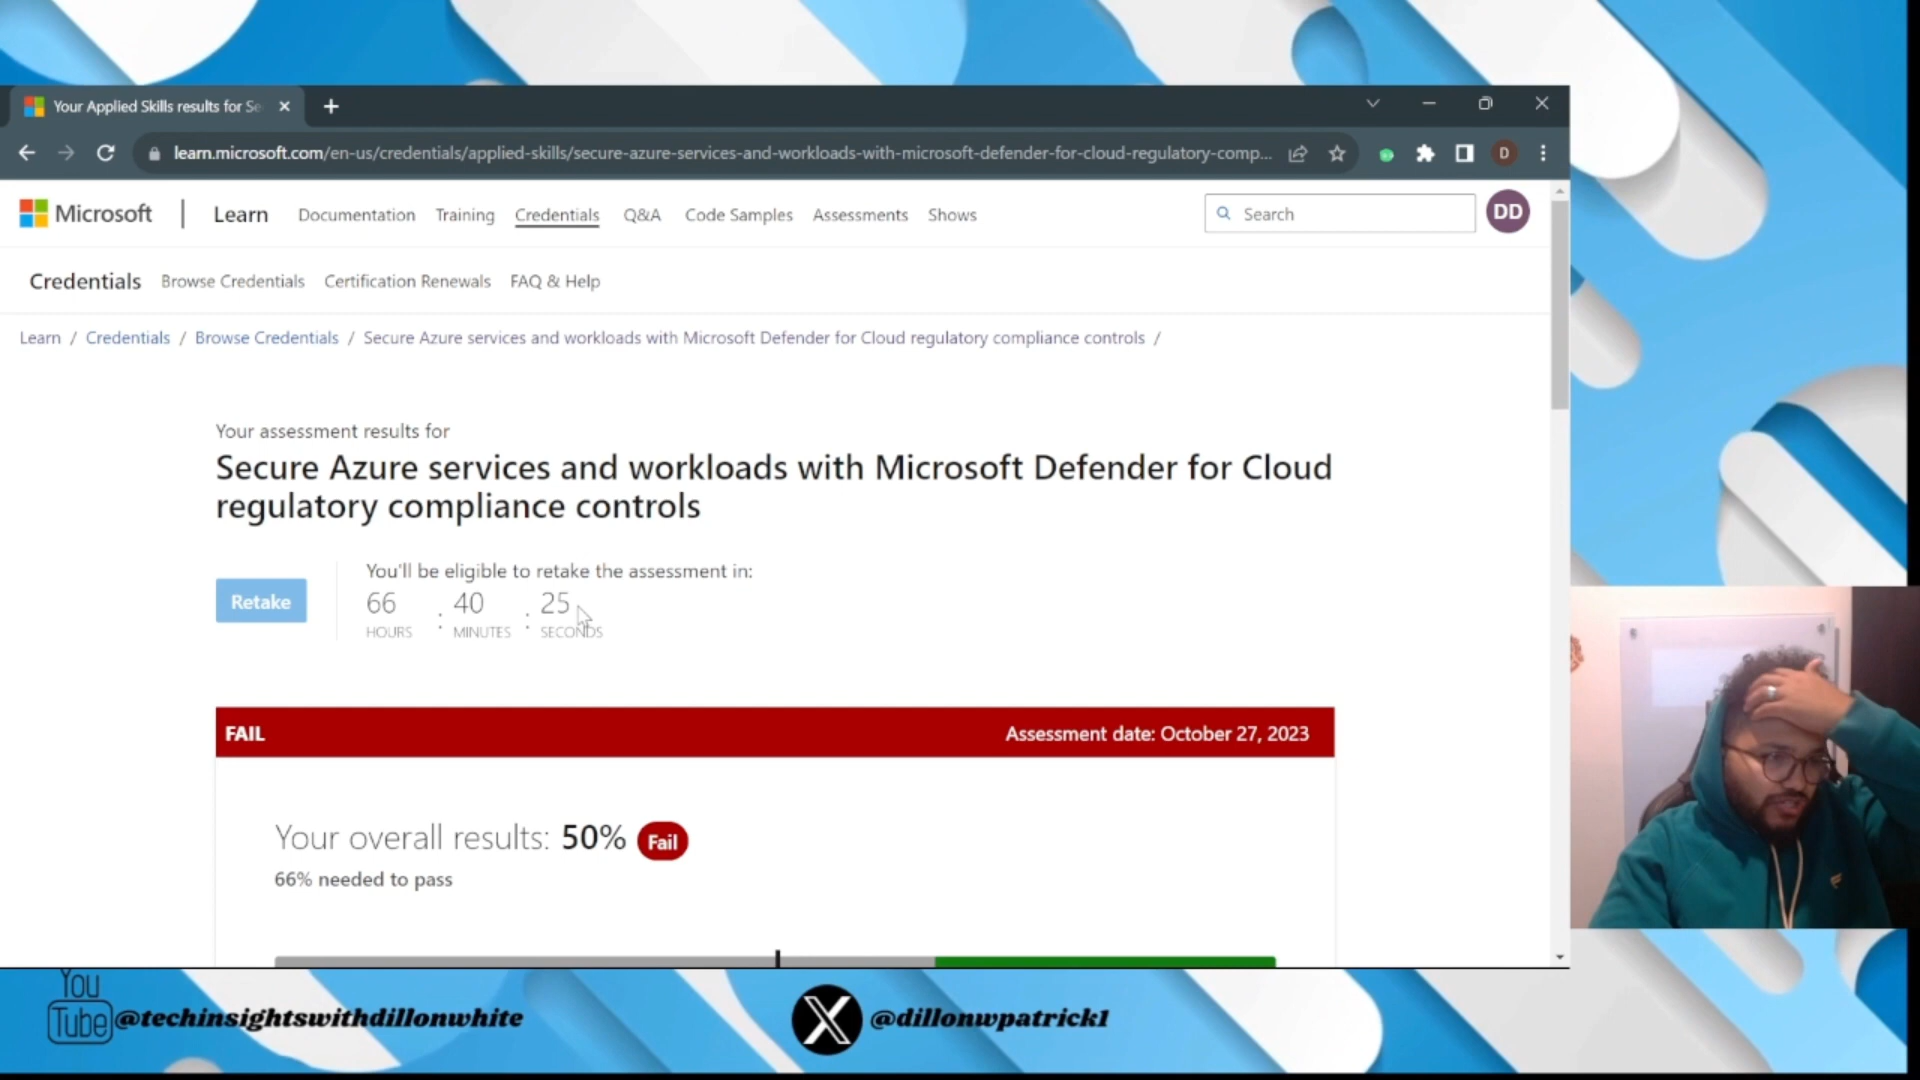 Your Applied Skills results for Se
learn.microsoft.com/en-us/credentials/applied-skills/secure-azure-services-and-workloads-with-microsoft-defender-for-cloud-regulatory-comp...
D
Microsoft
Learn Documentation Training Credentials Q&A Code Samples Assessments Shows
Search
DD
Credentials Browse Credentials Certification Renewals FAQ & Help
Learn / Credentials / Browse Credentials / Secure Azure services and workloads with Microsoft Defender for Cloud regulatory compliance controls /
Your assessment results for
Secure Azure services and workloads with Microsoft Defender for Cloud
regulatory compliance controls
Retake
You'll be eligible to retake the assessment in:
66 : 40 : 25
HOURS MINUTES SECONDS
FAIL
Assessment date: October 27, 2023
Your overall results: 50% Fail
66% needed to pass
You
Tube @techinsightswithdillonwhite
X @dillonwpatrick1